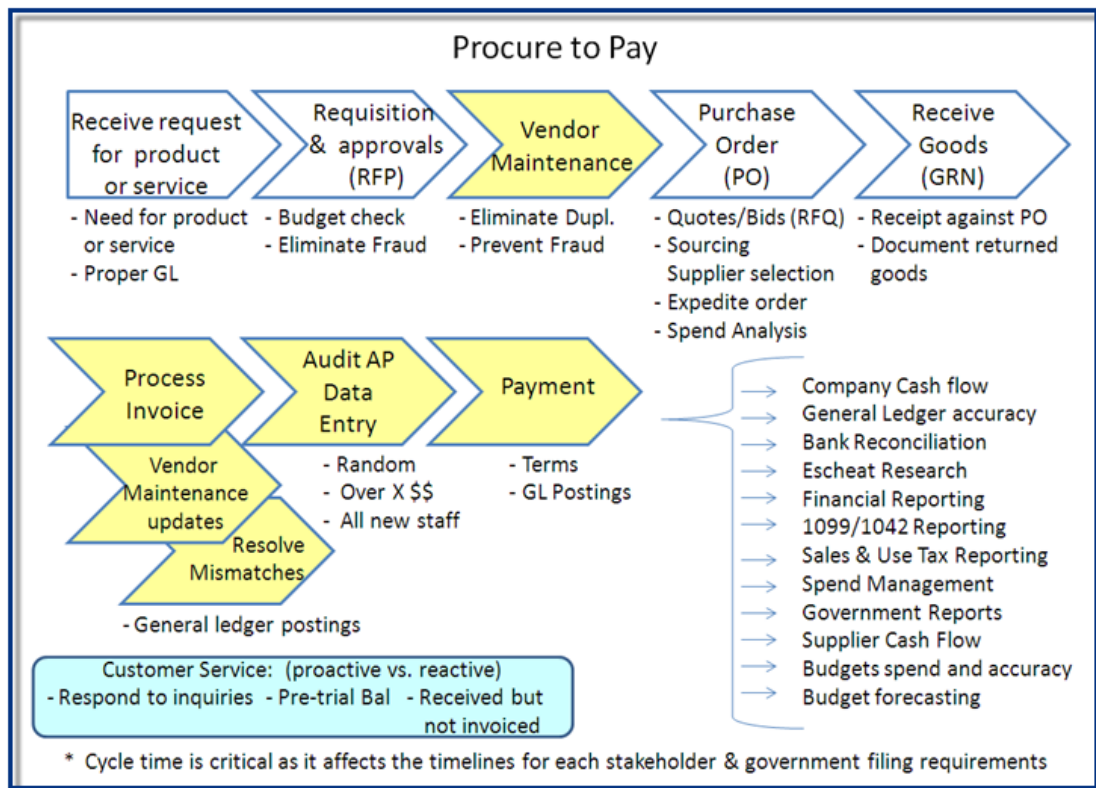 Procure to Pay
Receive request
for product
or service
Requisition
& approvals
(RFP)
Vendor
Maintenance
Purchase
Order
(PO)
Receive
Goods
(GRN)
- Need for product
or service
- Proper GL
- Budget check
- Eliminate Fraud
- Eliminate Dupl.
- Prevent Fraud
- Quotes/Bids (RFQ)
- Sourcing
Supplier selection
- Expedite order
- Spend Analysis
- Receipt against PO
- Document returned
goods
Process
Invoice
Vendor
Maintenance
updates
Resolve
Mismatches
- General ledger postings
Audit AP
Data
Entry
- Random
- Over X $$
- All new staff
Payment
- Terms
- GL Postings
Company Cash flow
General Ledger accuracy
Bank Reconciliation
Escheat Research
Financial Reporting
1099/1042 Reporting
Sales & Use Tax Reporting
Spend Management
Government Reports
Supplier Cash Flow
Budgets spend and accuracy
Budget forecasting
Customer Service: (proactive vs. reactive)
- Respond to inquiries - Pre-trial Bal - Received but
not invoiced
* Cycle time is critical as it affects the timelines for each stakeholder & government filing requirements